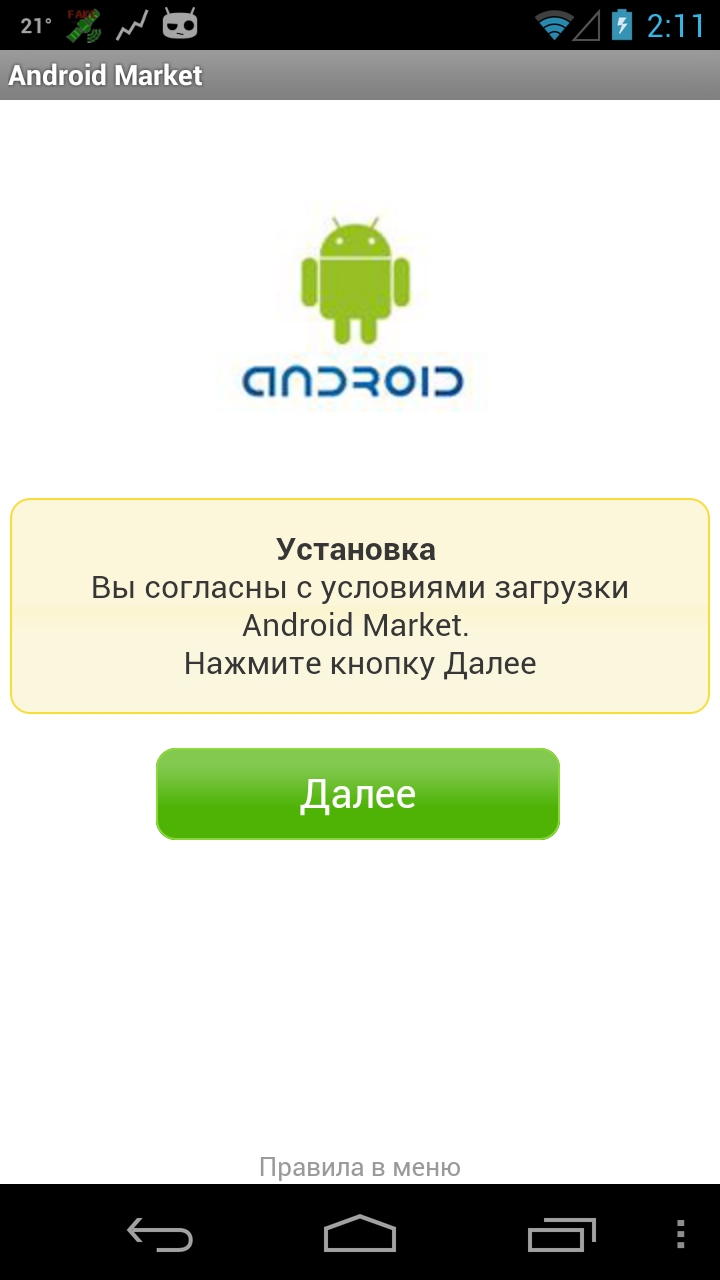 21°
FAKE
2:11
Android Market
ANDROID
Установка
Вы согласны с условиями загрузки
Android Market.
Нажмите кнопку Далее
Далее
Правила в меню